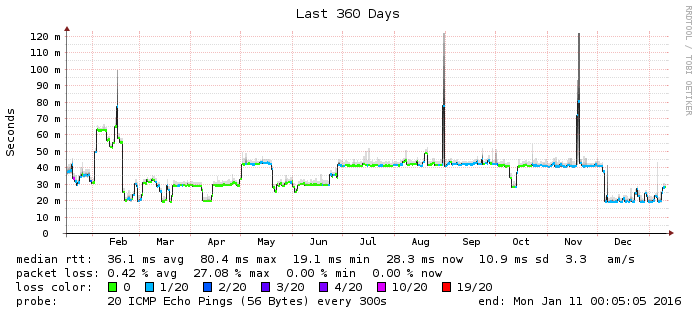 Last 360 Days
RRDTOOL / TOBI OETIKER
Seconds
120 m
110 m
100 m
90 m
80 m
70 m
60 m
50 m
40 m
30 m
20 m
10 m
0
Feb Mar Apr May Jun Jul Aug Sep Oct Nov Dec
median rtt: 36.1 ms avg 80.4 ms max 19.1 ms min 28.3 ms now 10.9 ms sd 3.3 am/s
packet loss: 0.42 % avg 27.08 % max 0.00 % min 0.00 % now
loss color: 0 1/20 2/20 3/20 4/20 10/20 19/20
probe: 20 ICMP Echo Pings (56 Bytes) every 300s end: Mon Jan 11 00:05:05 2016